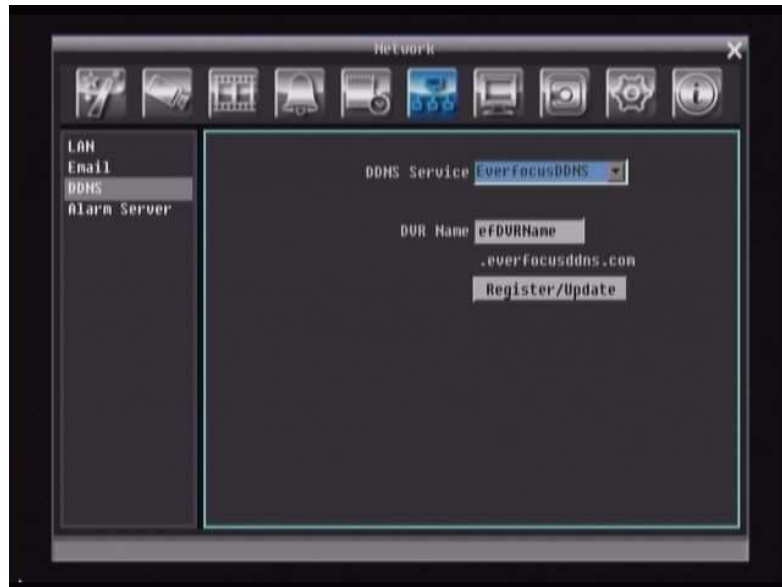 Network
LAN
Email
DDNS
Alarm Server
DDNS Service EverFocusDDNS
DVR Name efDVRName
.everfocusddns.com
Register/Update